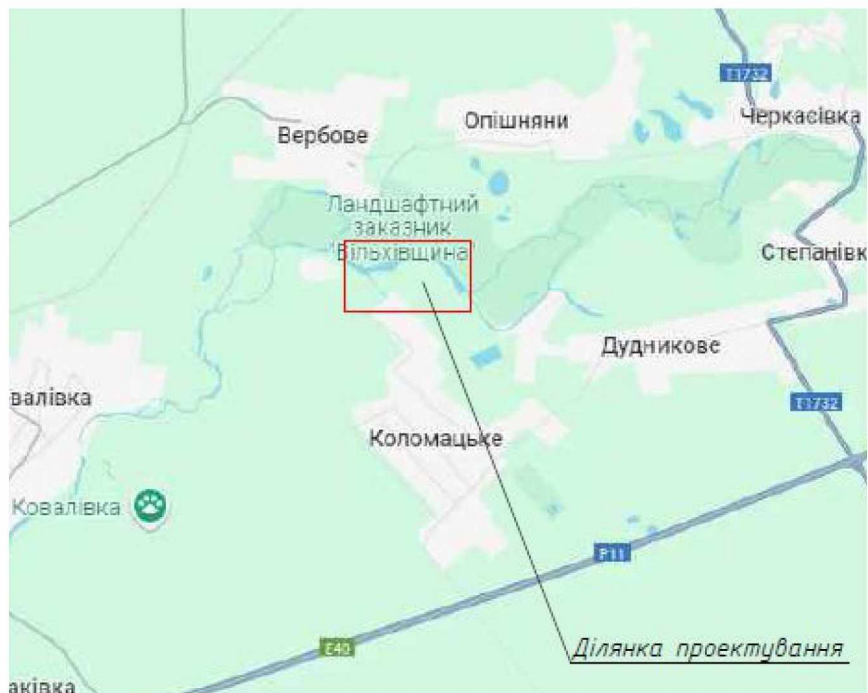 Т1732
Вербове
Опішняни
Черкасівка
Ландшафтний
заказник
"Вільхівщина"
Степанівк
Дудникове
валівка
Т1732
Коломацьке
Ковалівка
Р11
Е40
Ділянка проектування
аківка